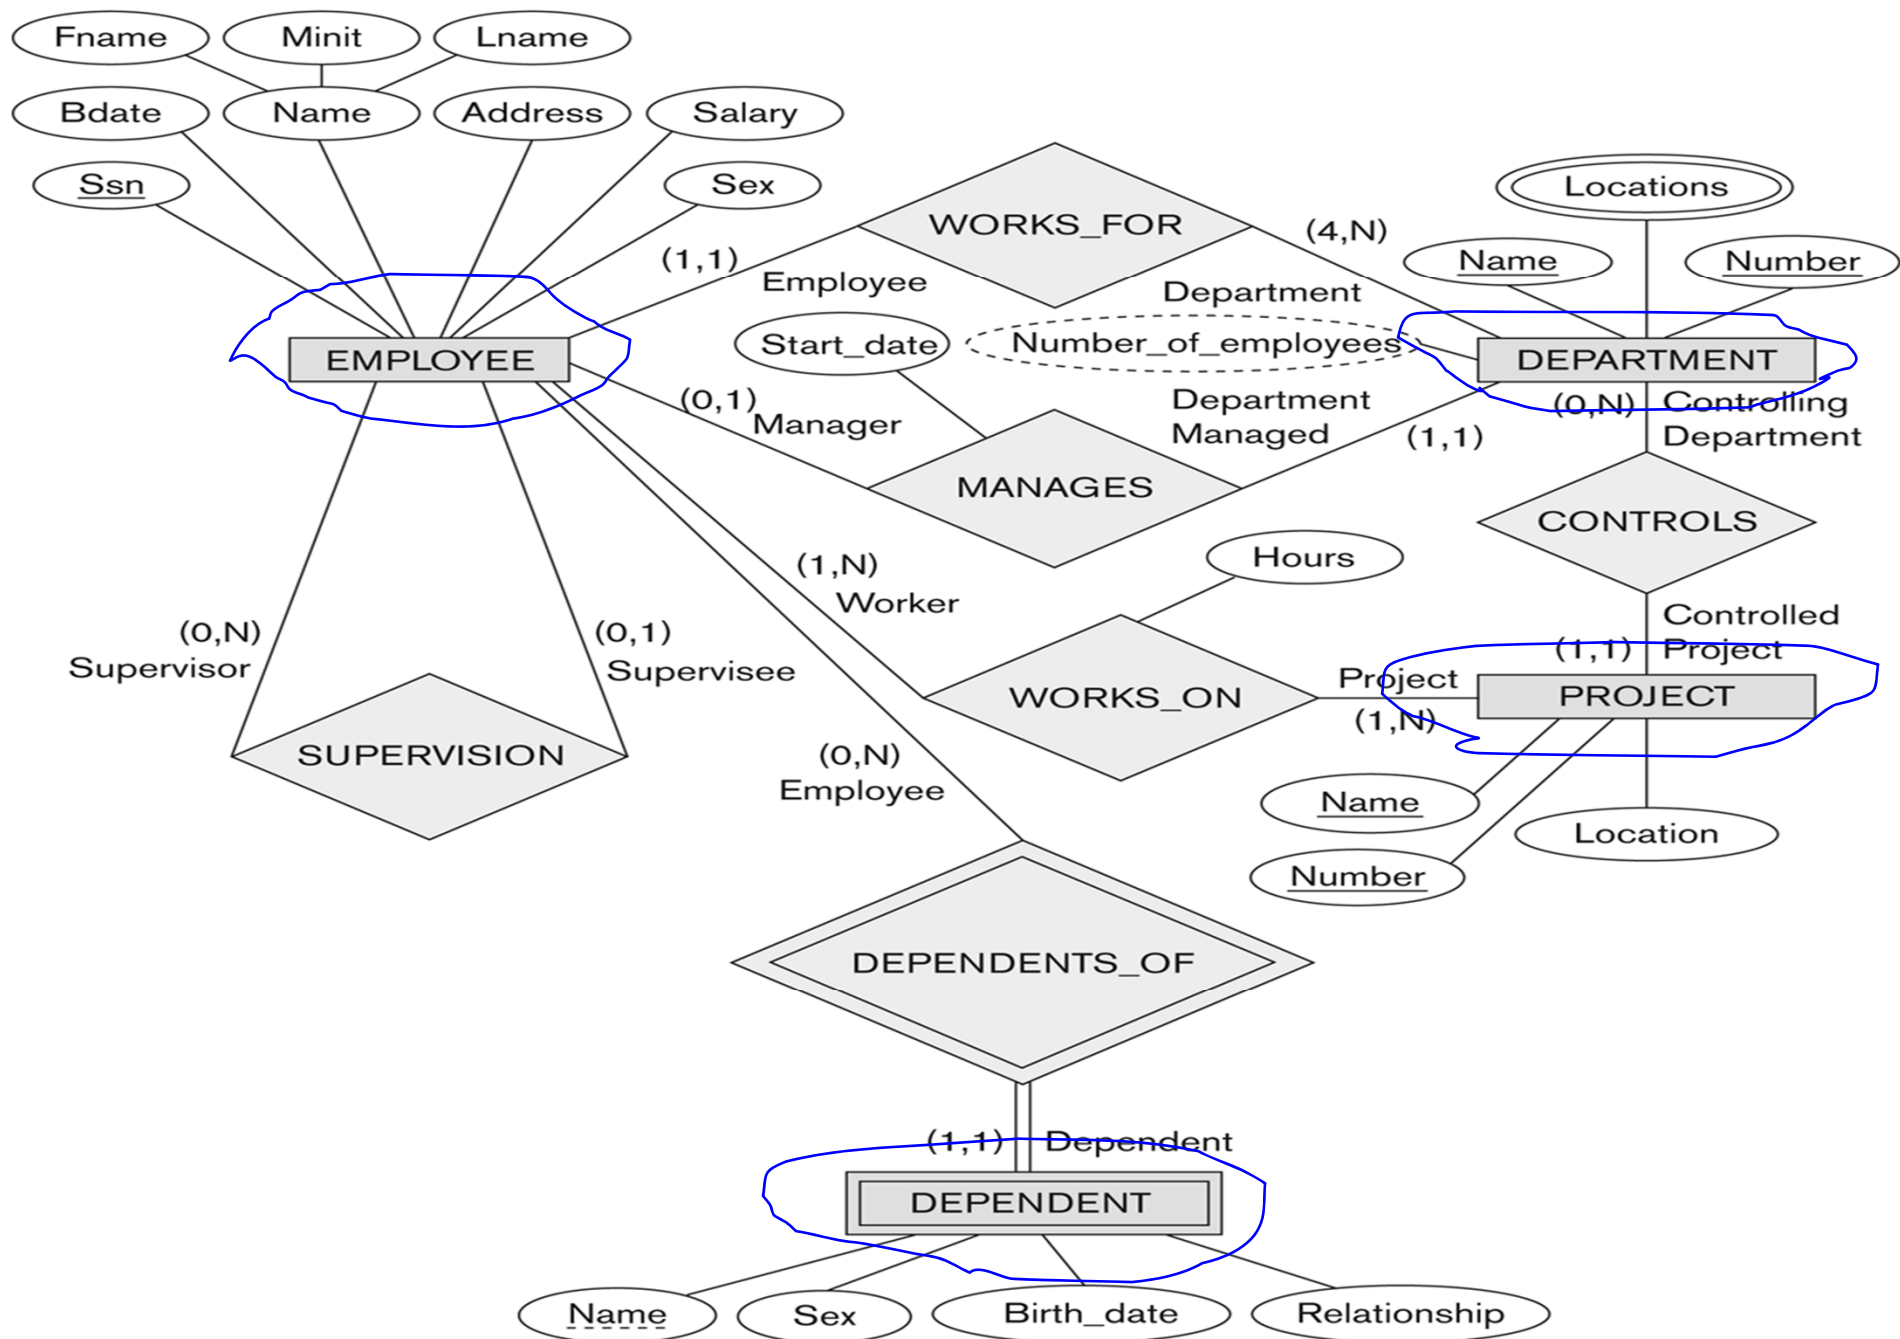 Fname Minit Lname
Bdate Name Address Salary
Ssn Sex
WORKS_FOR
Locations
(1,1)
Employee
(4,N)
Department
Name Number
Start_date
Number_of_employees
EMPLOYEE
DEPARTMENT
(0,1)
Manager
Department
Managed
(1,1)
(0,N) Controlling
Department
MANAGES
CONTROLS
Hours
(1,N)
Worker
(0,N)
Supervisor
(0,1)
Supervisee
Controlled
(1,1) Project
WORKS_ON
Project
(1,N)
PROJECT
SUPERVISION
(0,N)
Employee
Name
Location
Number
DEPENDENTS_OF
(1,1) Dependent
DEPENDENT
Name Sex Birth_date Relationship